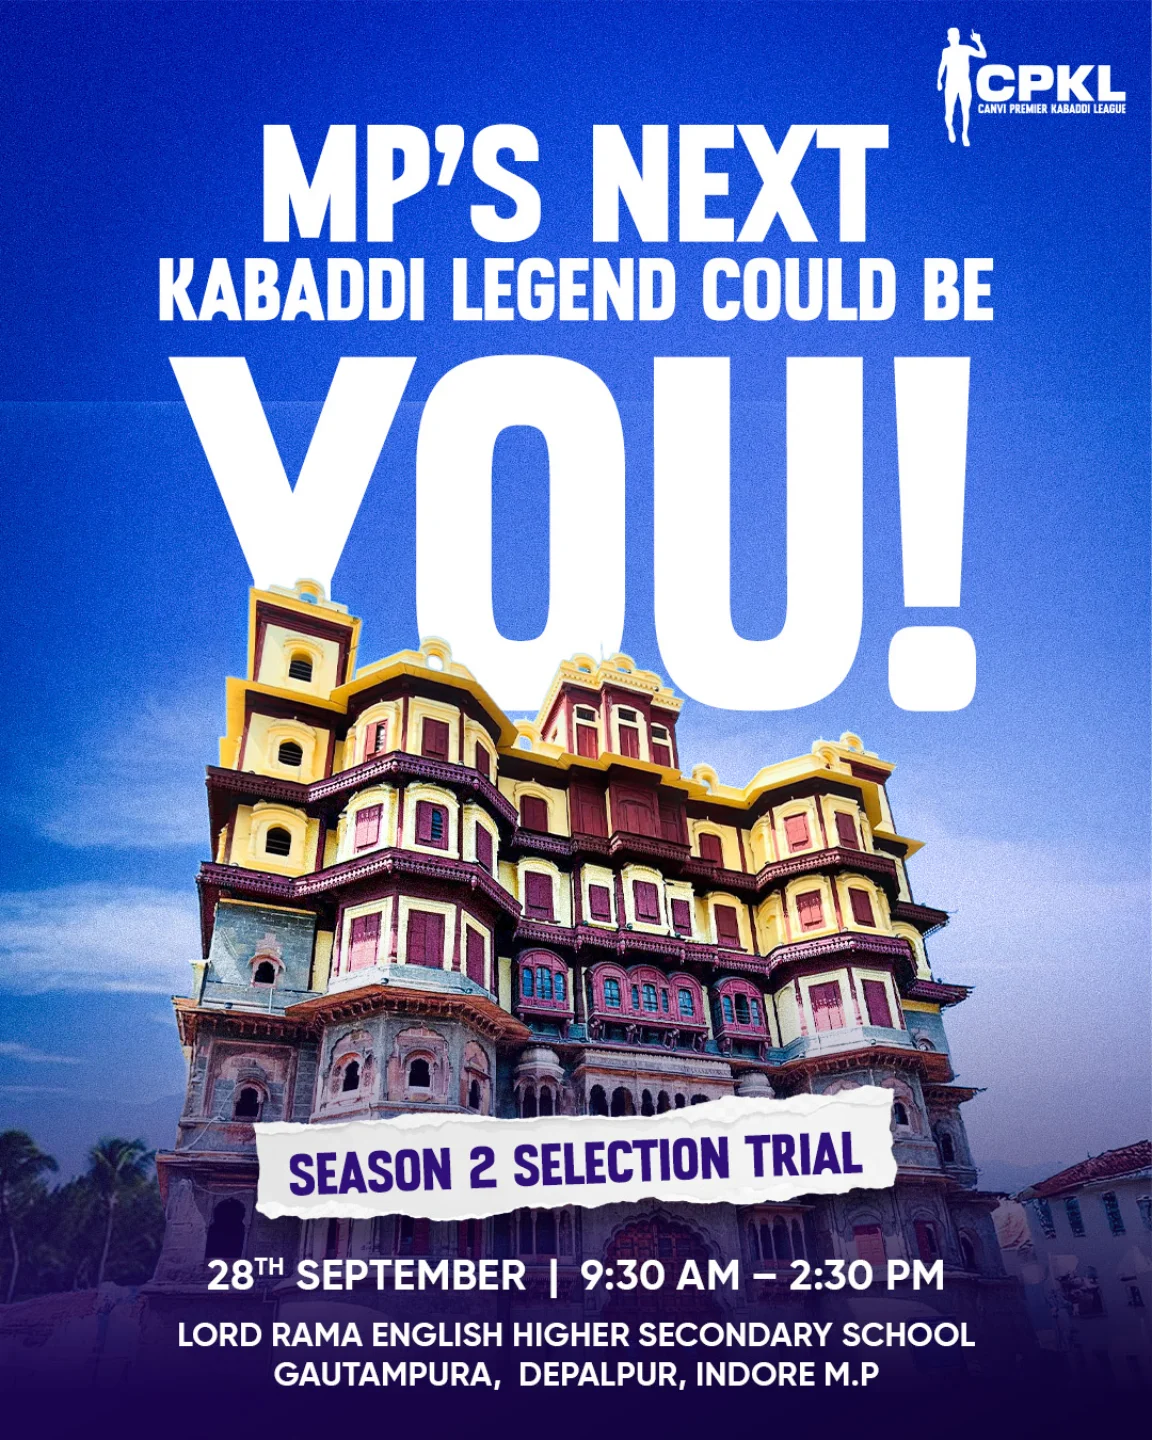 CPKL
CANVI PREMIER KABADDI LEAGUE
MP'S NEXT
KABADDI LEGEND COULD BE
YOU!
SEASON 2 SELECTION TRIAL
28TH SEPTEMBER | 9:30 AM – 2:30 PM
LORD RAMA ENGLISH HIGHER SECONDARY SCHOOL
GAUTAMPURA, DEPALPUR, INDORE M.P